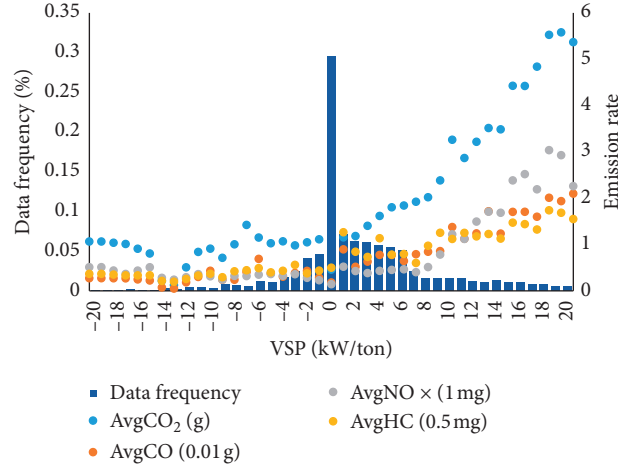 0.35
0.3
0.25
0.2
0.15
0.1
0.05
0
Data frequency (%)
6
5
4
3
2
1
0
Emission rate
−20 −18 −16 −14 −12 −10 −8 −6 −4 −2 0 2 4 6 8 10 12 14 16 18 20
VSP (kW/ton)
Data frequency
AvgCO₂ (g)
AvgCO (0.01 g)
AvgNO × (1 mg)
AvgHC (0.5 mg)